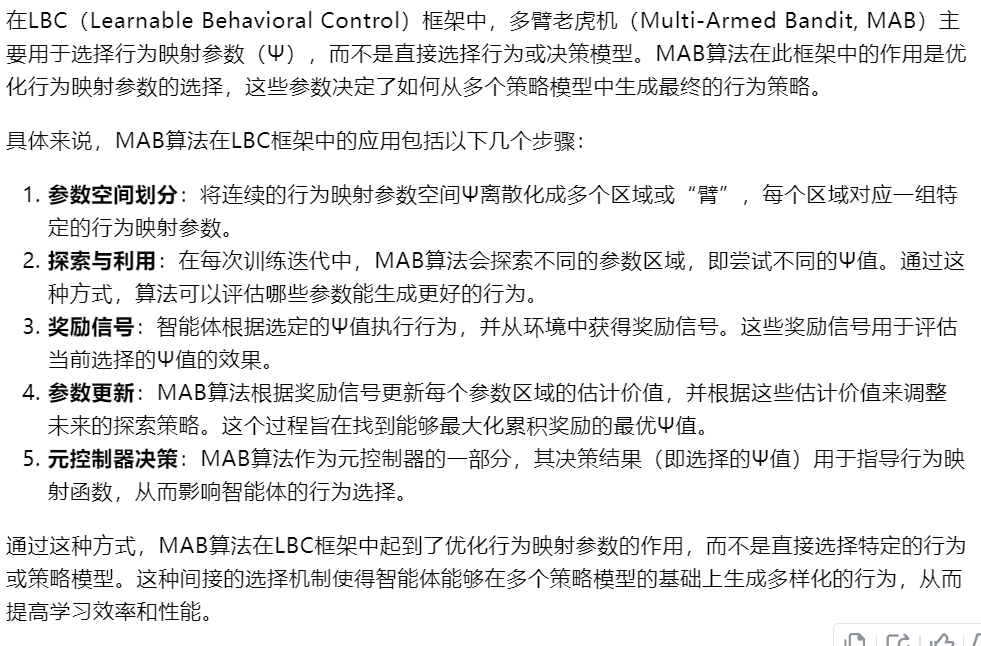 在LBC（Learnable Behavioral Control）框架中，多臂老虎机（Multi-Armed Bandit, MAB）主
要用于选择行为映射参数（Ψ），而不是直接选择行为或决策模型。MAB算法在此框架中的作用是优
化行为映射参数的选择，这些参数决定了如何从多个策略模型中生成最终的行为策略。
具体来说，MAB算法在LBC框架中的应用包括以下几个步骤：
1. 参数空间划分：将连续的行为映射参数空间Ψ离散化成多个区域或“臂”，每个区域对应一组特
定的行为映射参数。
2. 探索与利用：在每次训练迭代中，MAB算法会探索不同的参数区域，即尝试不同的Ψ值。通过这
种方式，算法可以评估哪些参数能生成更好的行为。
3. 奖励信号：智能体根据选定的Ψ值执行行为，并从环境中获得奖励信号。这些奖励信号用于评估
当前选择的Ψ值的效果。
4. 参数更新：MAB算法根据奖励信号更新每个参数区域的估计价值，并根据这些估计价值来调整
未来的探索策略。这个过程旨在找到能够最大化累积奖励的最优Ψ值。
5. 元控制器决策：MAB算法作为元控制器的一部分，其决策结果（即选择的Ψ值）用于指导行为映
射函数，从而影响智能体的行为选择。
通过这种方式，MAB算法在LBC框架中起到了优化行为映射参数的作用，而不是直接选择特定的行为
或策略模型。这种间接的选择机制使得智能体能够在多个策略模型的基础上生成多样化的行为，从而
提高学习效率和性能。